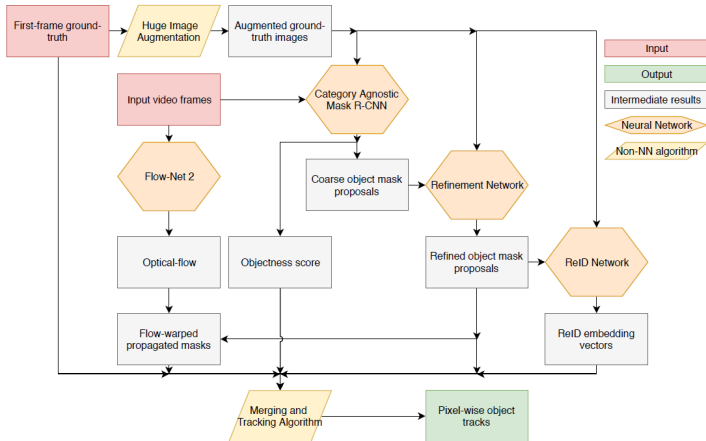 First-frame ground-
truth
Huge Image
Augmentation
Augmented ground-
truth images
Input
Output
Intermediate results
Neural Network
Non-NN algorithm
Input video frames
Category Agnostic
Mask R-CNN
Flow-Net 2
Coarse object mask
proposals
Refinement Network
Optical-flow
Objectness score
Refined object mask
proposals
ReID Network
Flow-warped
propagated masks
ReID embedding
vectors
Merging and
Tracking Algorithm
Pixel-wise object
tracks